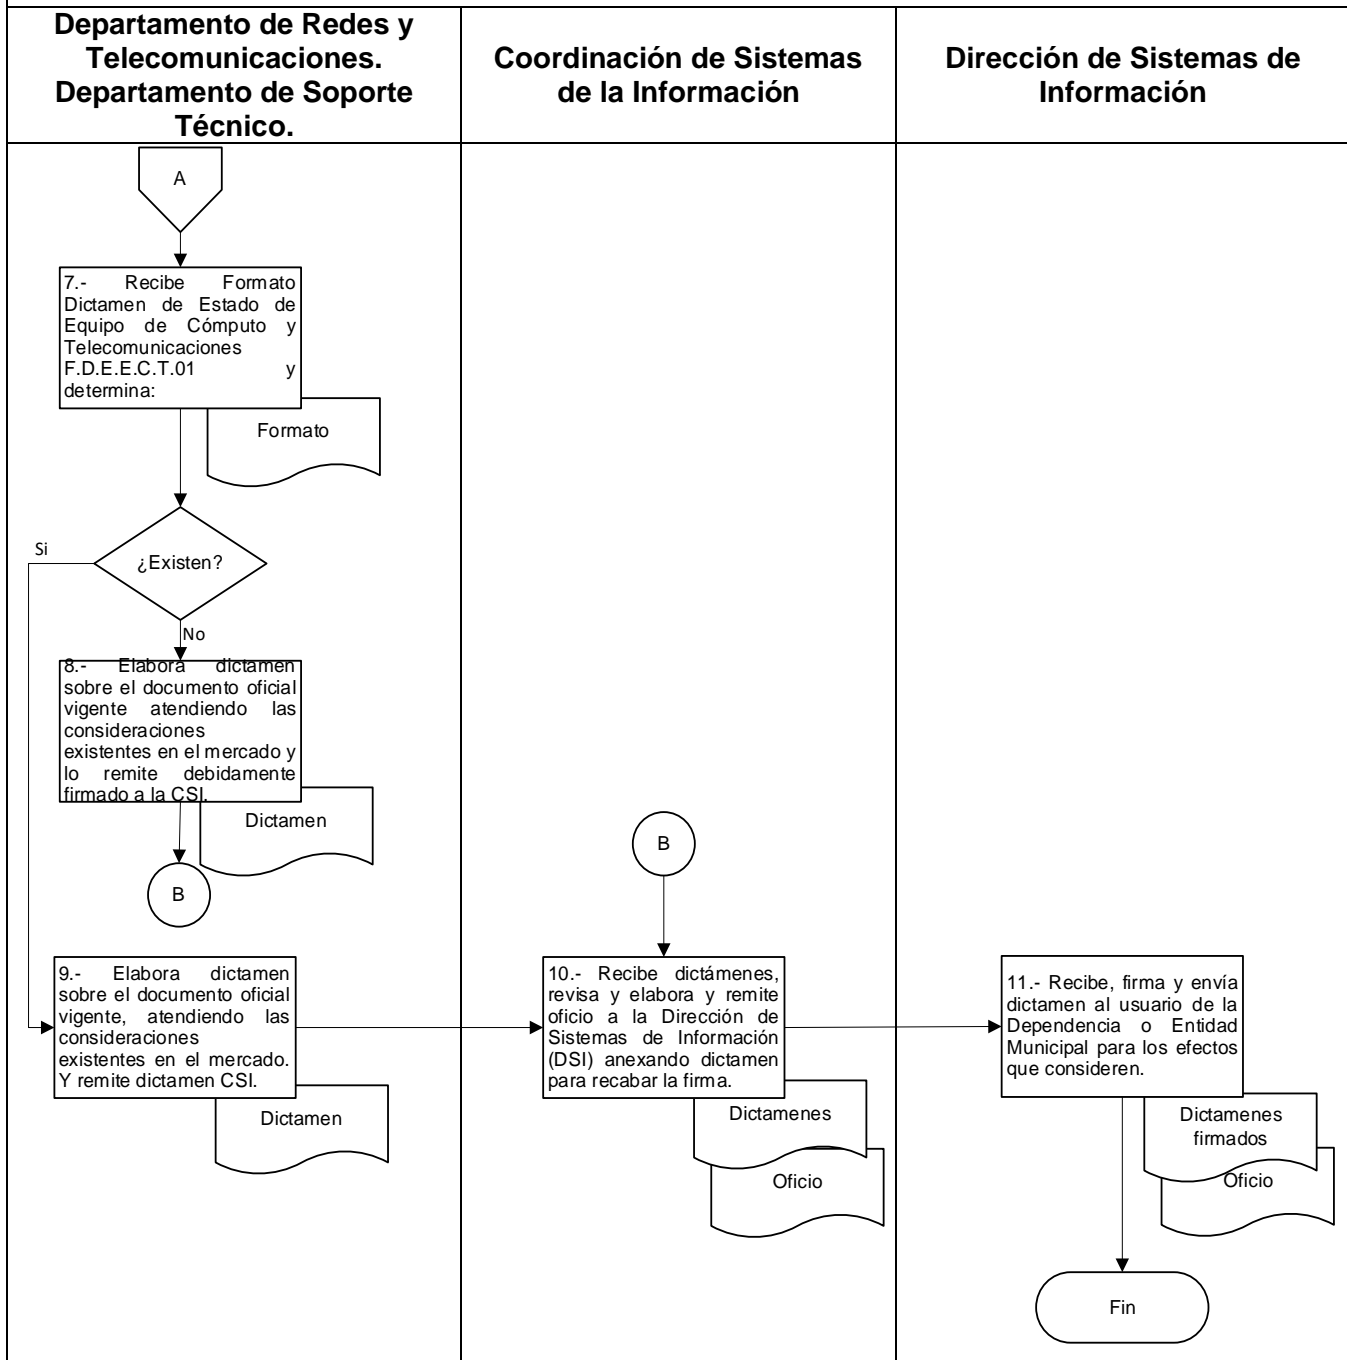 Departamento de Redes y
Telecomunicaciones.
Departamento de Soporte
Técnico.
Coordinación de Sistemas
de la Información
Dirección de Sistemas de
Información
A
7.- Recibe Formato
Dictamen de Estado de
Equipo de Cómputo y
Telecomunicaciones
F.D.E.E.C.T.01 y
determina:
Formato
¿Existen?
Si
No
8.- Elabora dictamen
sobre el documento oficial
vigente atendiendo las
consideraciones
existentes en el mercado y
lo remite debidamente
firmado a la CSI.
Dictamen
B
9.- Elabora dictamen
sobre el documento oficial
vigente, atendiendo las
consideraciones
existentes en el mercado.
Y remite dictamen CSI.
Dictamen
B
10.- Recibe dictámenes,
revisa y elabora y remite
oficio a la Dirección de
Sistemas de Información
(DSI) anexando dictamen
para recabar la firma.
Dictamenes
Oficio
11.- Recibe, firma y envía
dictamen al usuario de la
Dependencia o Entidad
Municipal para los efectos
que consideren.
Dictamenes
firmados
Oficio
Fin